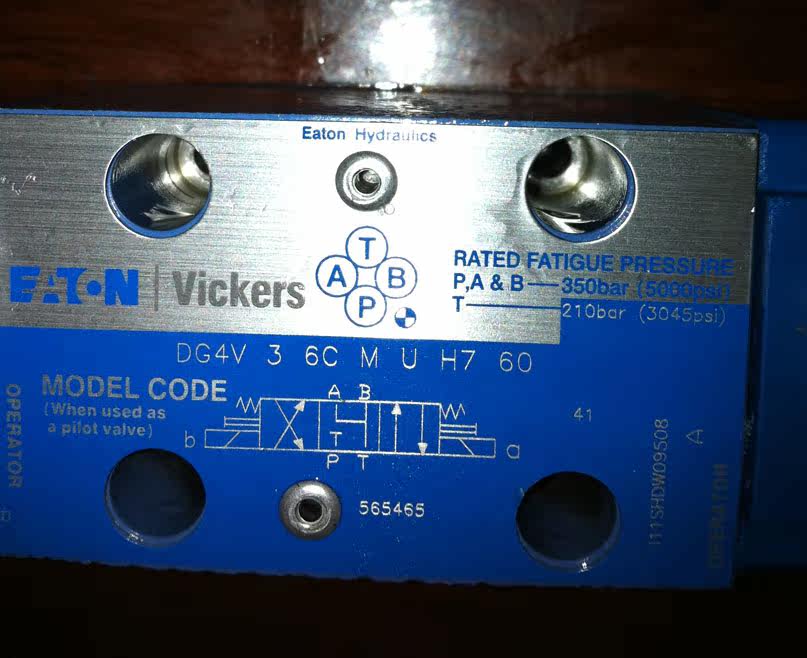 Eaton Hydraulics
EATON Vickers
T
A B
P
RATED FATIGUE PRESSURE
P,A & B 350bar (5000psi)
T 210bar (3045psi)
DG4V 3 6C M U H7 60
MODEL CODE
(When used as
a pilot valve)
A B
b
T
a
P T
41
565465
OPERATOR
B
I11SHDW09508
A
OPERATOR